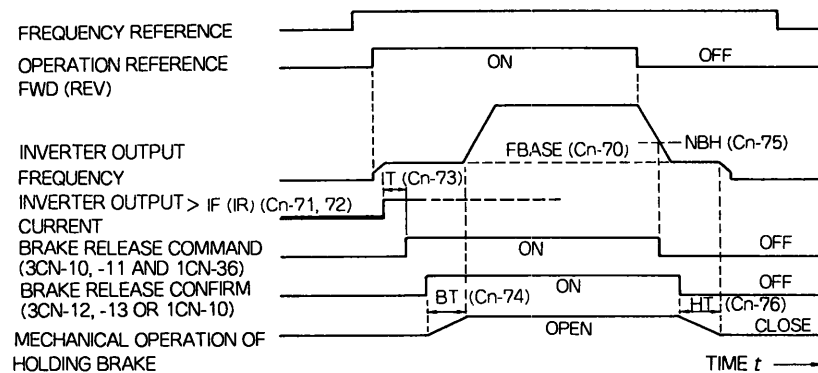 FREQUENCY REFERENCE
OPERATION REFERENCE ON OFF
FWD (REV)
INVERTER OUTPUT FBASE (Cn-70) NBH (Cn-75)
FREQUENCY IT (Cn-73)
INVERTER OUTPUT > IF (IR) (Cn-71, 72)
CURRENT
BRAKE RELEASE COMMAND ON OFF
(3CN-10, -11 AND 1CN-36)
BRAKE RELEASE CONFIRM ON OFF
(3CN-12, -13 OR 1CN-10) BT (Cn-74) HT (Cn-76)
MECHANICAL OPERATION OF OPEN CLOSE
HOLDING BRAKE TIME t